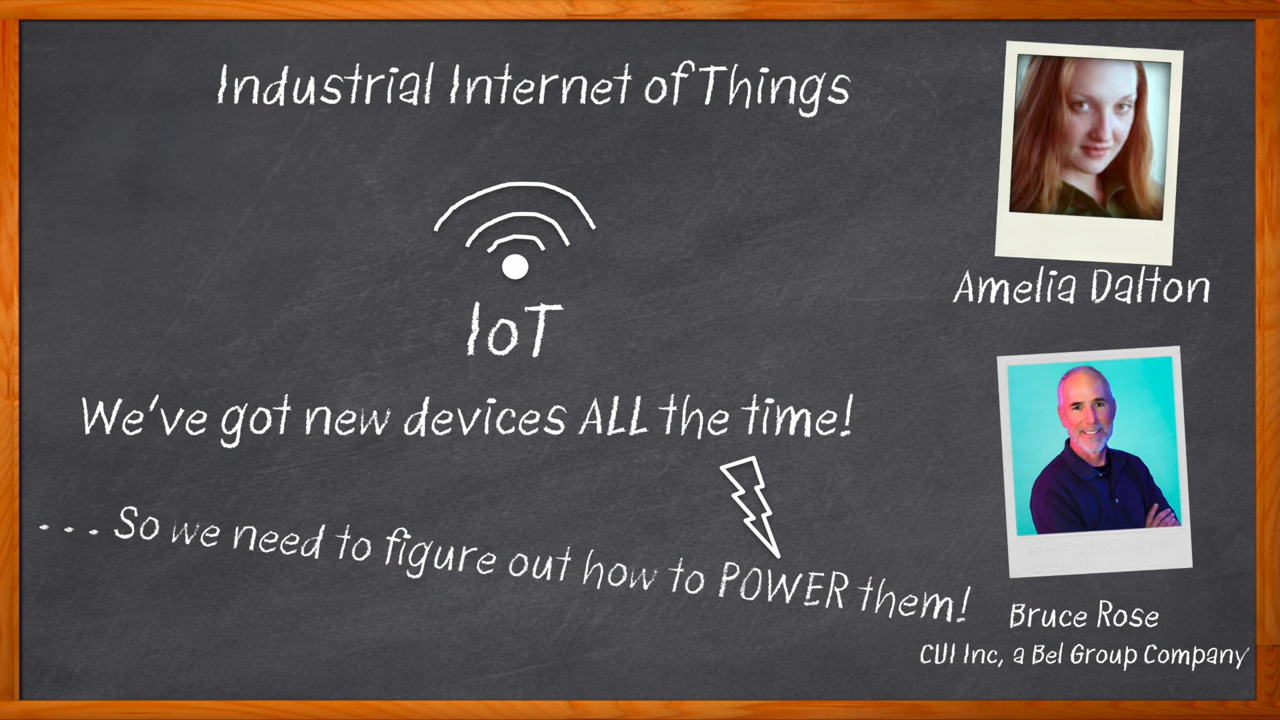 Industrial Internet of Things
IoT
We've got new devices ALL the time!
... So we need to figure out how to POWER them!
Amelia Dalton
Bruce Rose
CUI Inc, a Bel Group Company